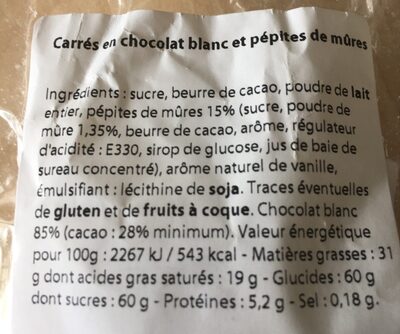 Carrés en chocolat blanc et pépites de mûres
Ingrédients : sucre, beurre de cacao, poudre de lait
entier, pépites de mûres 15% (sucre, poudre de
mûre 1,35%, beurre de cacao, arôme, régulateur
d'acidité : E330, sirop de glucose, jus de baie de
sureau concentré), arôme naturel de vanille,
émulsifiant : lécithine de soja. Traces éventuelles
de gluten et de fruits à coque. Chocolat blanc
85% (cacao : 28% minimum). Valeur énergétique
pour 100g : 2267 kJ / 543 kcal - Matières grasses : 31
g dont acides gras saturés : 19 g - Glucides : 60 g
dont sucres : 60 g - Protéines : 5,2 g - Sel : 0,18 g.